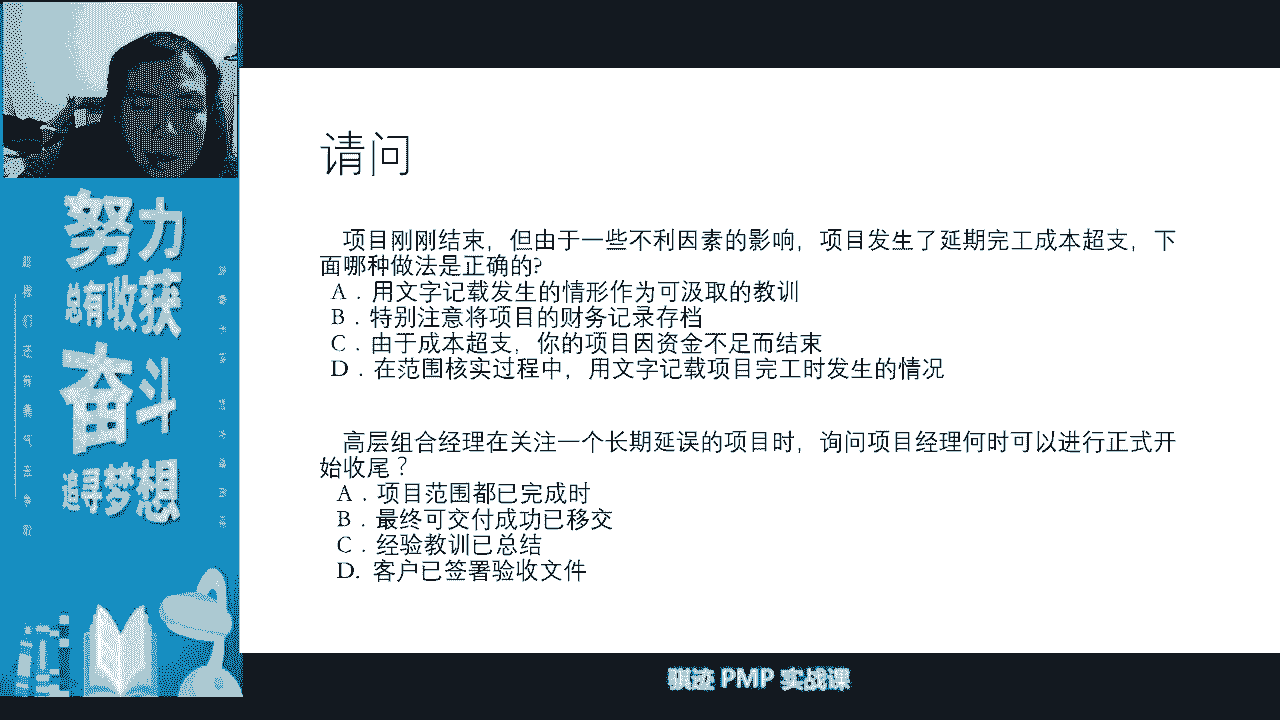 请问
项目刚刚结束，但由于一些不利因素的影响，项目发生了延期完工成本超支，下
面哪种做法是正确的?
A．用文字记载发生的情形作为可汲取的教训
B．特别注意将项目的财务记录存档
C．由于成本超支，你的项目因资金不足而结束
D．在范围核实过程中，用文字记载项目完工时发生的情况
高层组合经理在关注一个长期延误的项目时，询问项目经理何时可以进行正式开
始收尾？
A．项目范围都已完成时
B．最终可交付成功已移交
C．经验教训已总结
D. 客户已签署验收文件
努力
总有收获
奋斗
追寻梦想
骐迹 PMP 实战课